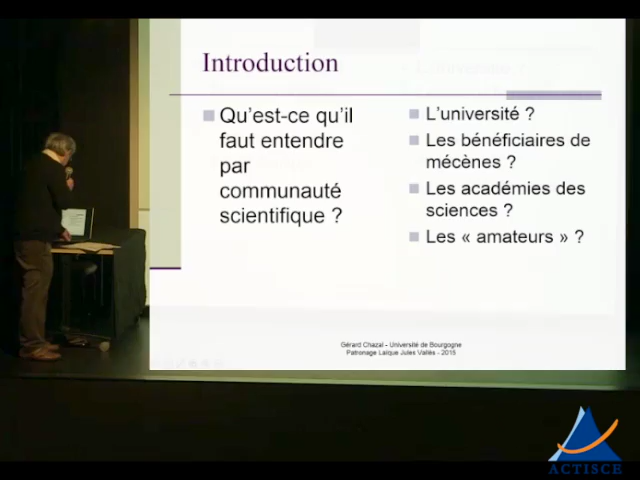 Introduction
Qu'est-ce qu'il
faut entendre
par
communauté
scientifique ?
L'université ?
Les bénéficiaires de
mécènes ?
Les académies des
sciences ?
Les « amateurs » ?
Gérard Chazal - Université de Bourgogne
Patronage Laïque Jules Vallès - 2015
ACTISCE